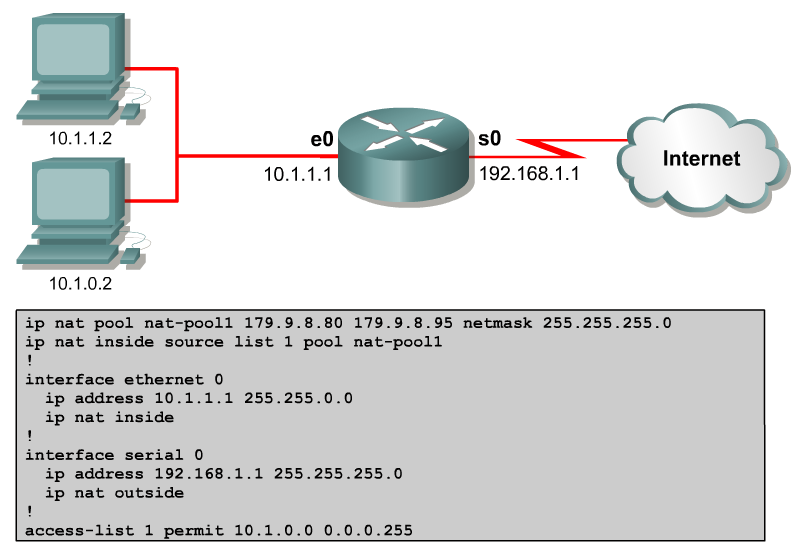 10.1.1.2
e0
s0
10.1.1.1
192.168.1.1
Internet
10.1.0.2
ip nat pool nat-pool1 179.9.8.80 179.9.8.95 netmask 255.255.255.0
ip nat inside source list 1 pool nat-pool1
!
interface ethernet 0
  ip address 10.1.1.1 255.255.0.0
  ip nat inside
!
interface serial 0
  ip address 192.168.1.1 255.255.255.0
  ip nat outside
!
access-list 1 permit 10.1.0.0 0.0.0.255